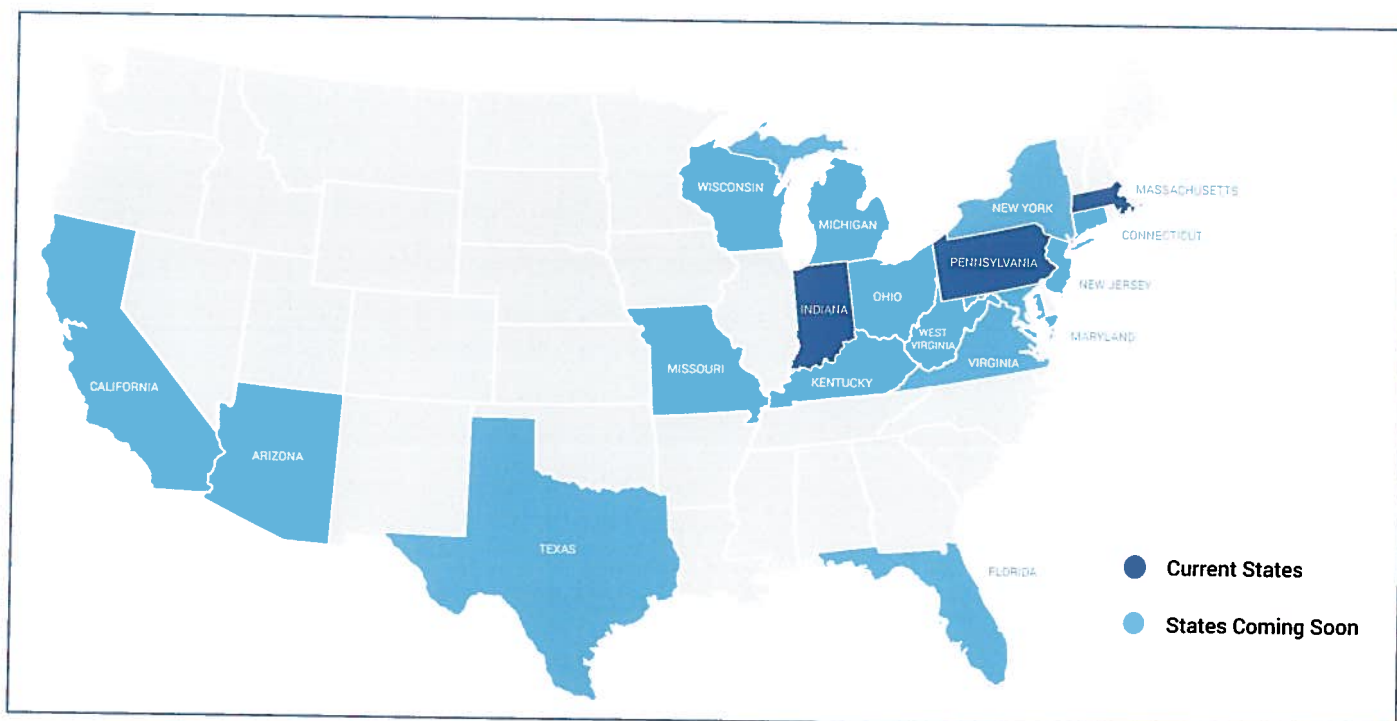 WISCONSIN
MASSACHUSETTS
NEW YORK
MICHIGAN
CONNECTICUT
PENNSYLVANIA
NEW JERSEY
OHIO
INDIANA
WEST
VIRGINIA
MARYLAND
VIRGINIA
MISSOURI
KENTUCKY
CALIFORNIA
ARIZONA
TEXAS
FLORIDA
Current States
States Coming Soon